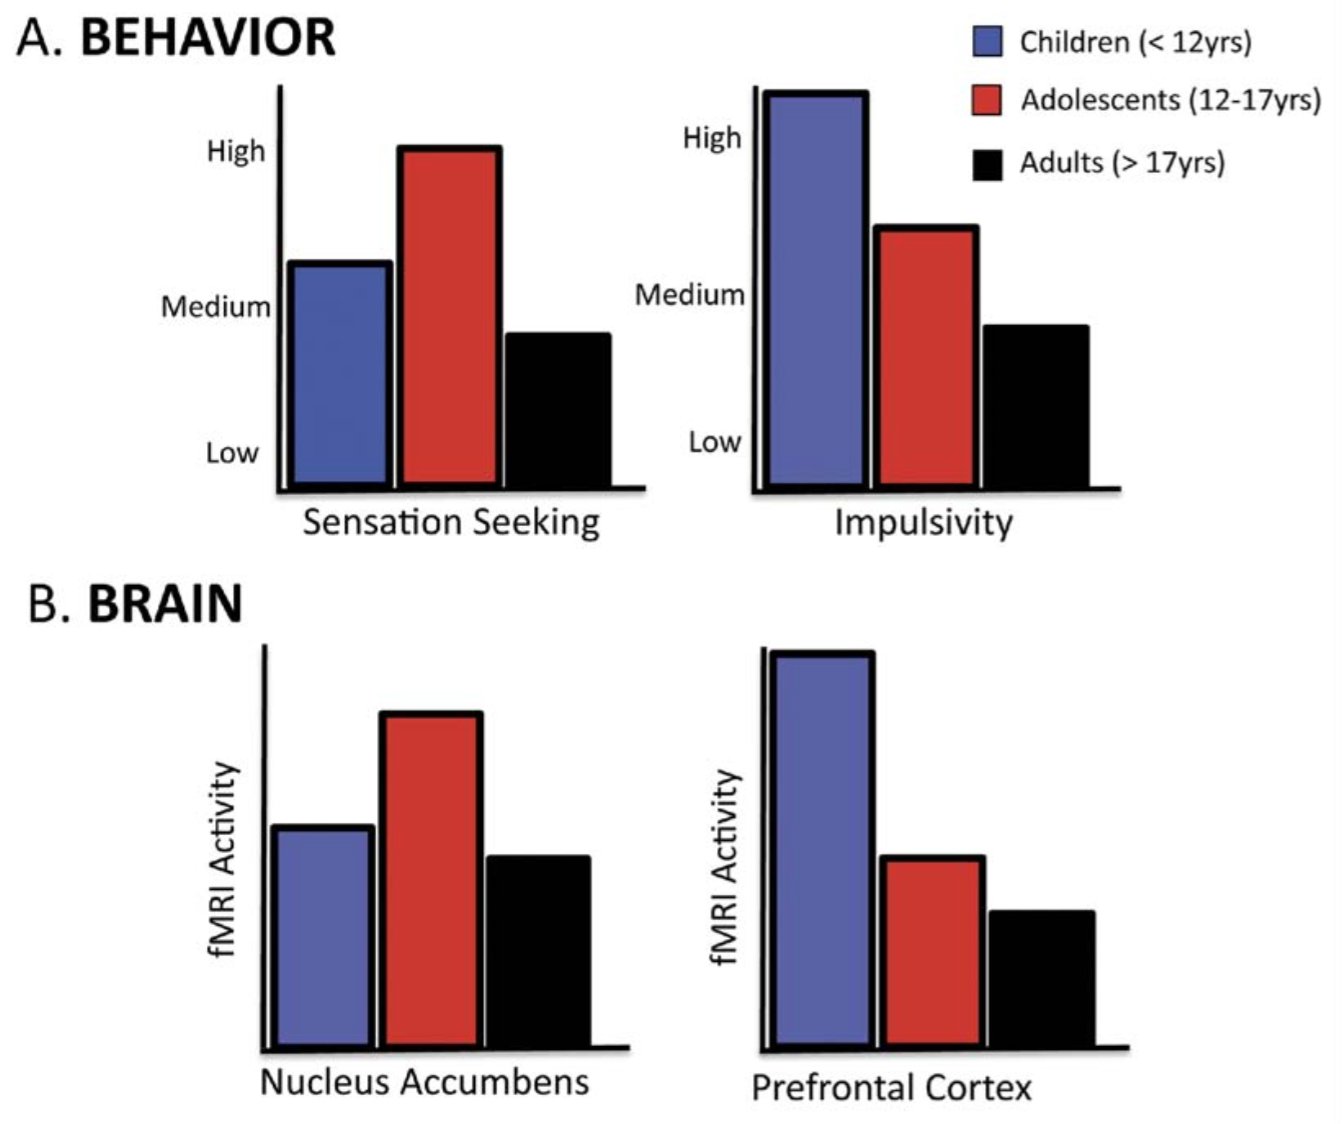 A. BEHAVIOR
Children (< 12yrs)
Adolescents (12-17yrs)
Adults (> 17yrs)
High
Medium
Low
Sensation Seeking
High
Medium
Low
Impulsivity
B. BRAIN
fMRI Activity
Nucleus Accumbens
fMRI Activity
Prefrontal Cortex